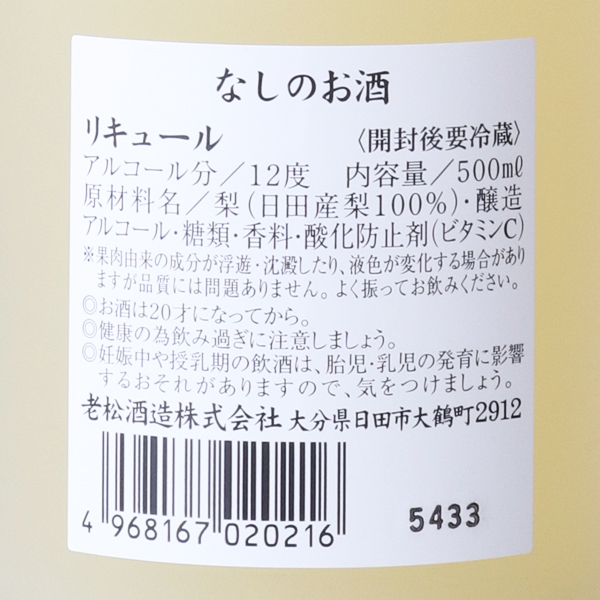 なしのお酒
リキュール 〈開封後要冷蔵〉
アルコール分／12度 内容量／500ml
原材料名／梨（日田産梨100%）・醸造
アルコール・糖類・香料・酸化防止剤（ビタミンC）
※果肉由来の成分が浮遊・沈澱したり、液色が変化する場合があり
ますが品質には問題ありません。よく振ってお飲みください。
◎お酒は20才になってから。
◎健康の為飲み過ぎに注意しましょう。
◎妊娠中や授乳期の飲酒は、胎児・乳児の発育に影響
するおそれがありますので、気をつけましょう。
老松酒造株式会社 大分県日田市大鶴町2912
4 968167 020216
5433